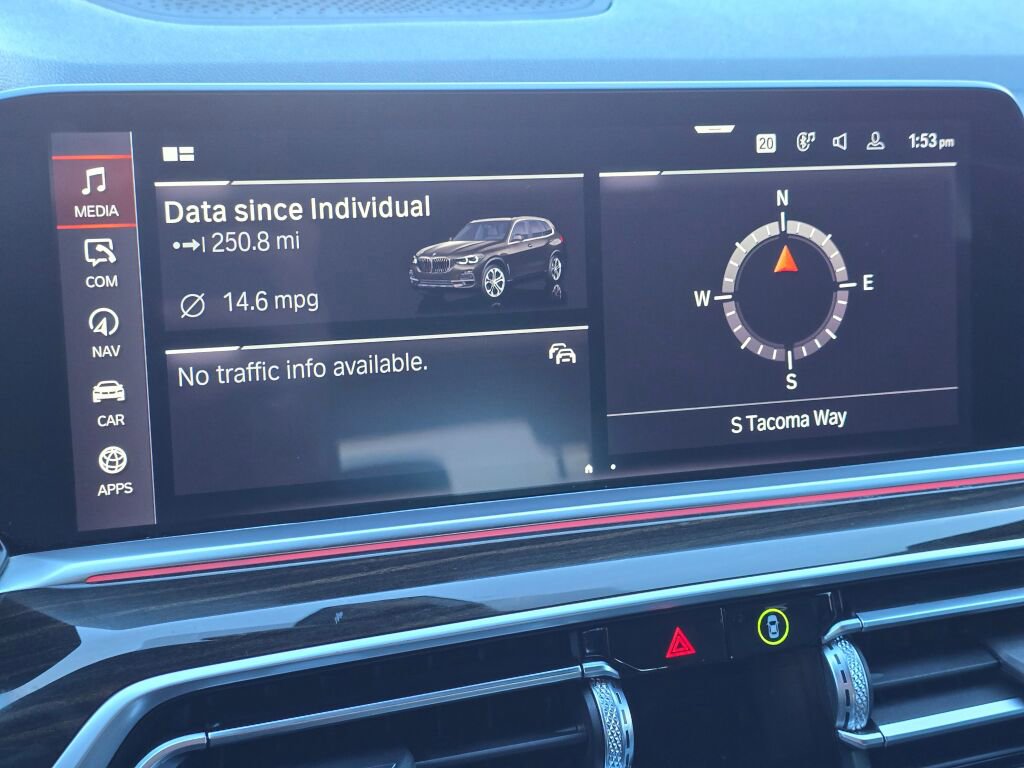 20
1:53 pm
MEDIA
COM
NAV
CAR
APPS
Data since Individual
250.8 mi
14.6 mpg
No traffic info available.
N
W
E
S
S Tacoma Way